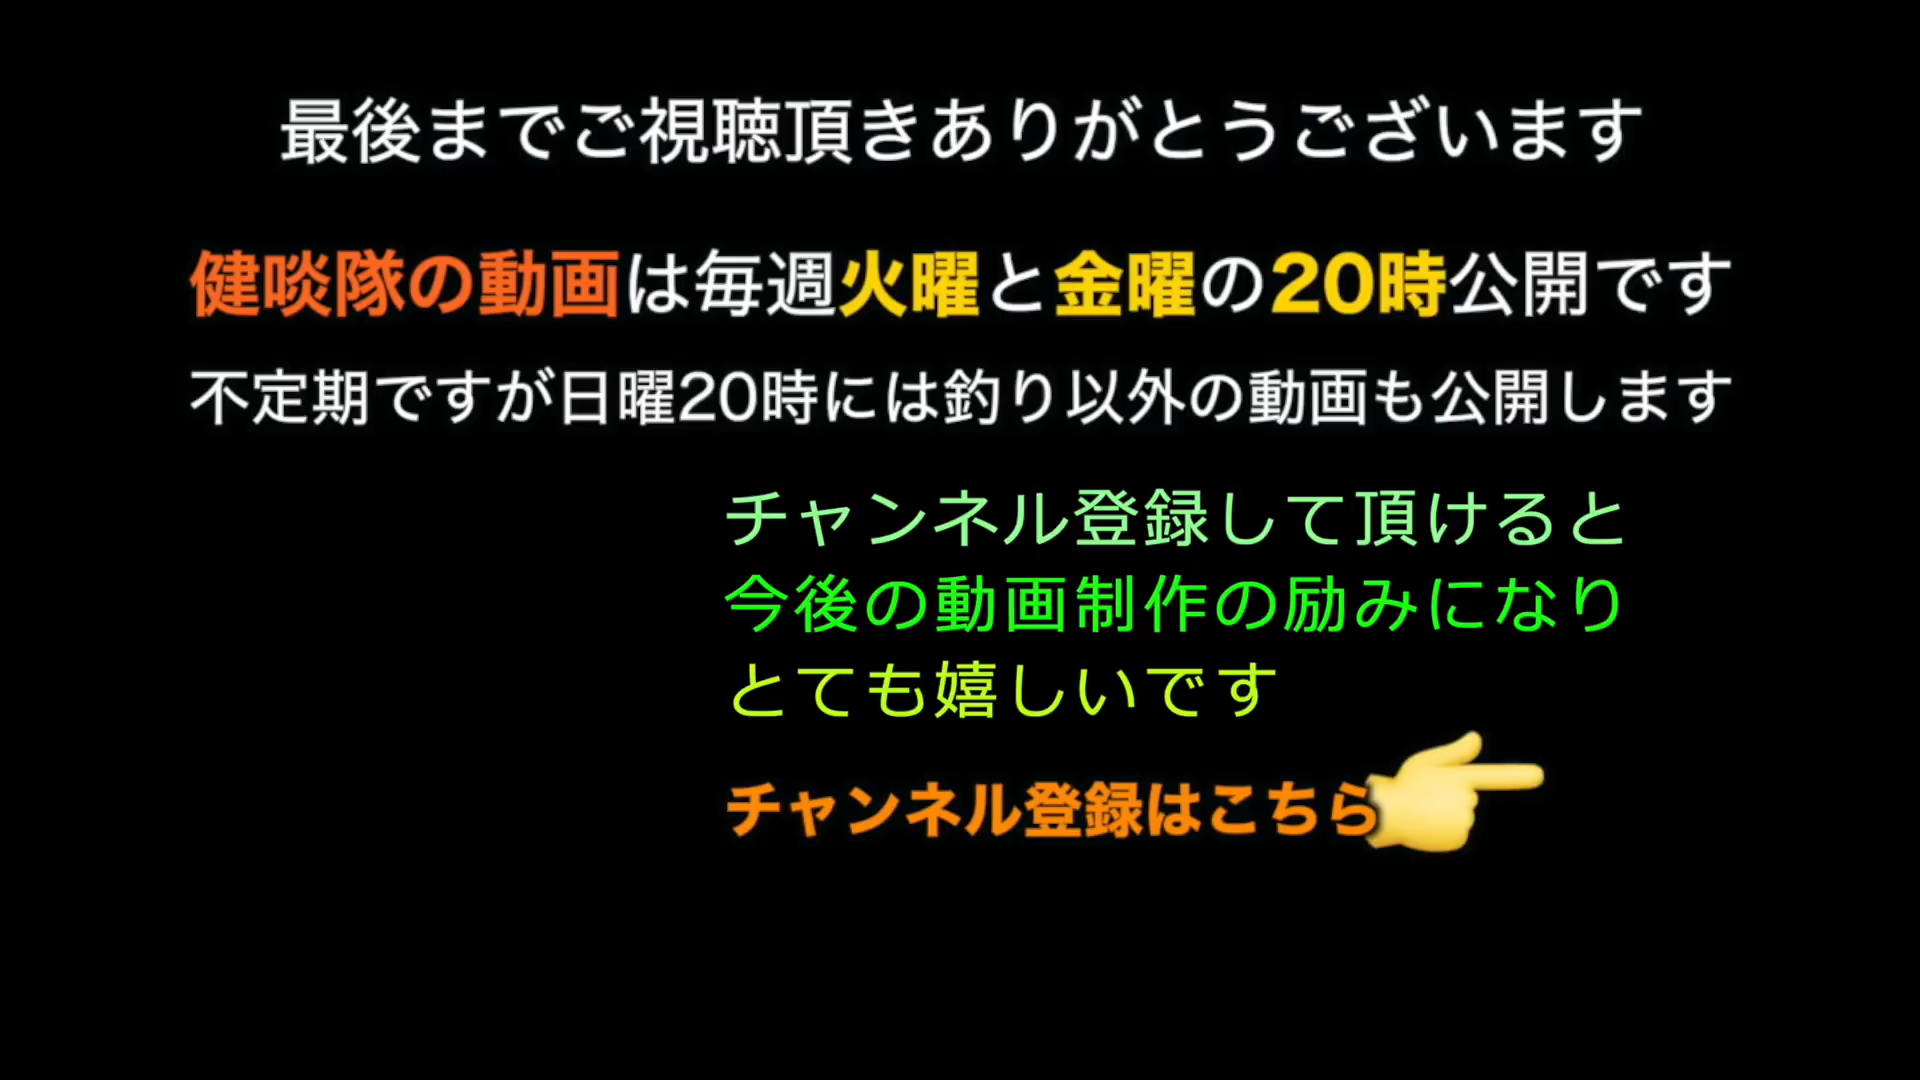 最後までご視聴頂きありがとうございます
健啖隊の動画は毎週火曜と金曜の20時公開です
不定期ですが日曜20時には釣り以外の動画も公開します
チャンネル登録して頂けると
今後の動画制作の励みになり
とても嬉しいです
チャンネル登録はこちら